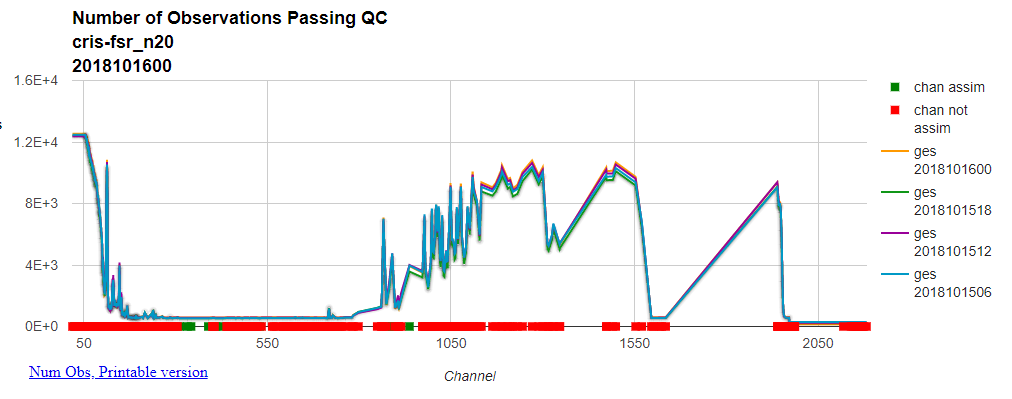 Number of Observations Passing QC
cris-fsr_n20
2018101600
1.6E+4
1.2E+4
8E+3
4E+3
0E+0
s
50
550
1050
1550
2050
Channel
chan assim
chan not
assim
ges
2018101600
ges
2018101518
ges
2018101512
ges
2018101506
Num Obs, Printable version